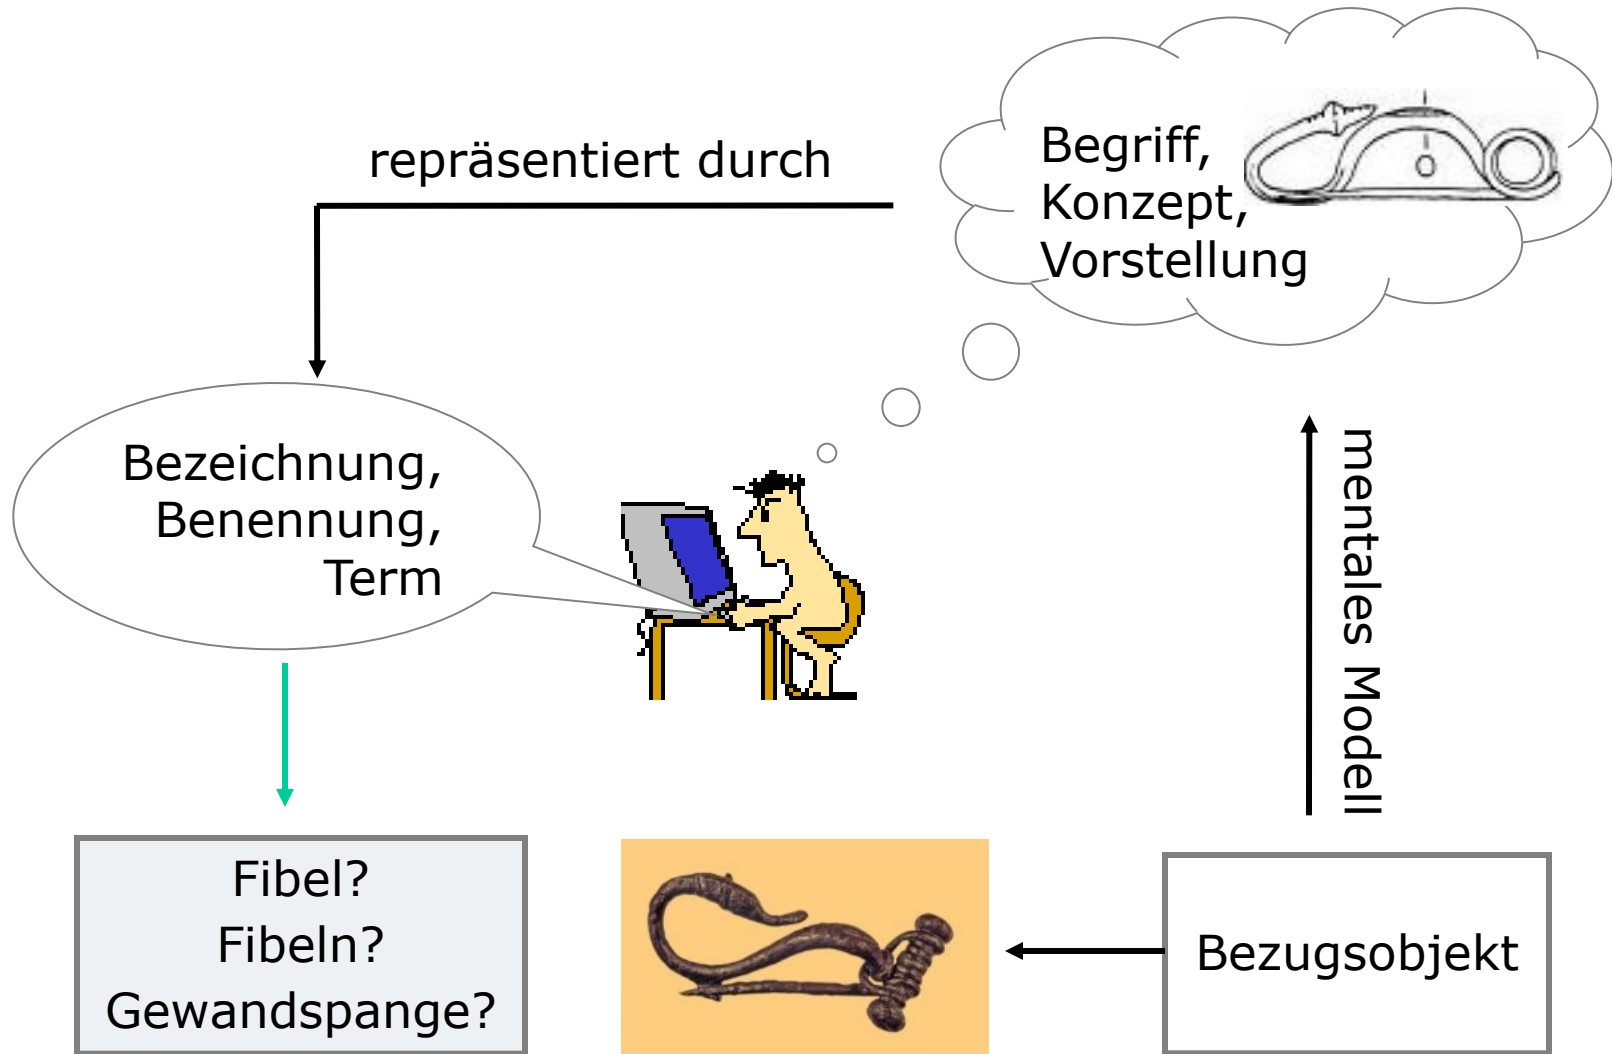 repräsentiert durch
Begriff,
Konzept,
Vorstellung
Bezeichnung,
Benennung,
Term
mentales Modell
Fibel?
Fibeln?
Gewandspange?
Bezugsobjekt